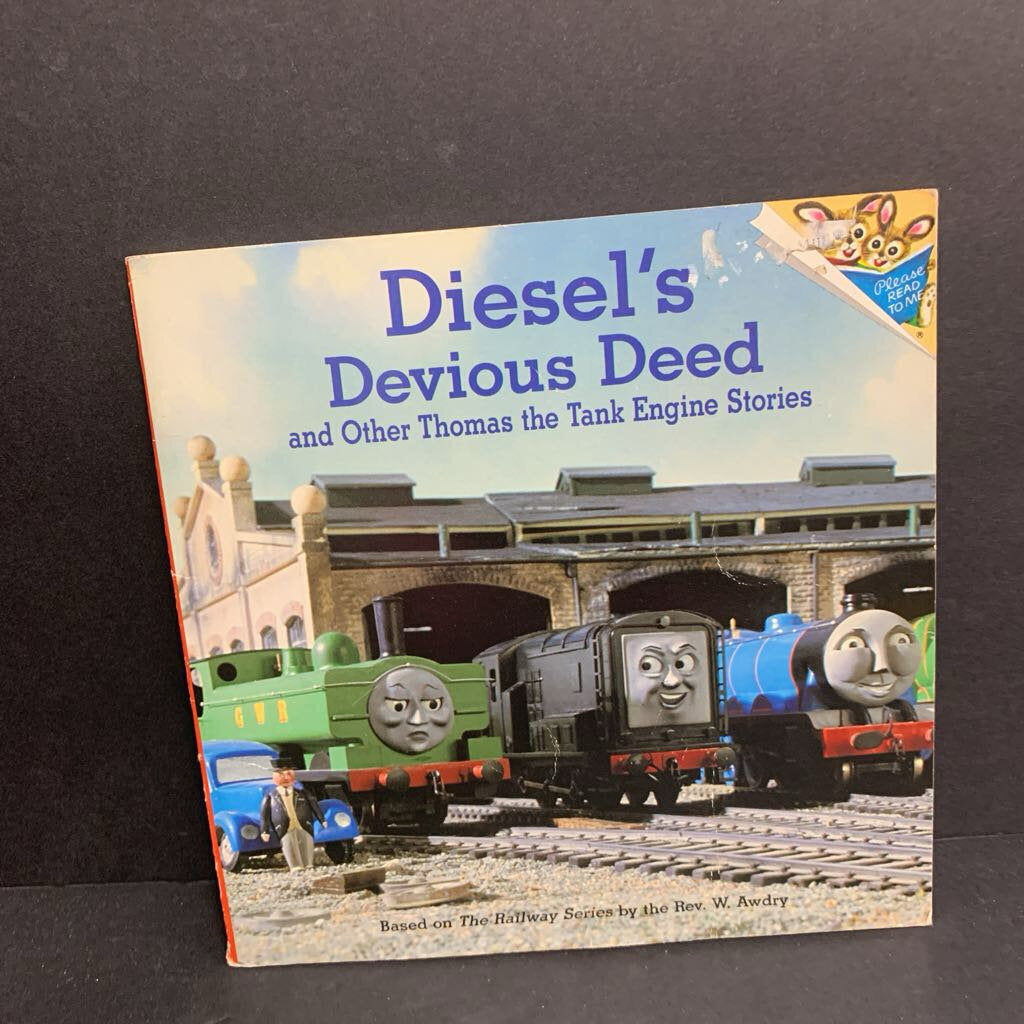 Diesel's
Devious Deed
and Other Thomas the Tank Engine Stories
Please
READ
TO ME
®
GWR
Based on The Railway Series by the Rev. W. Awdry